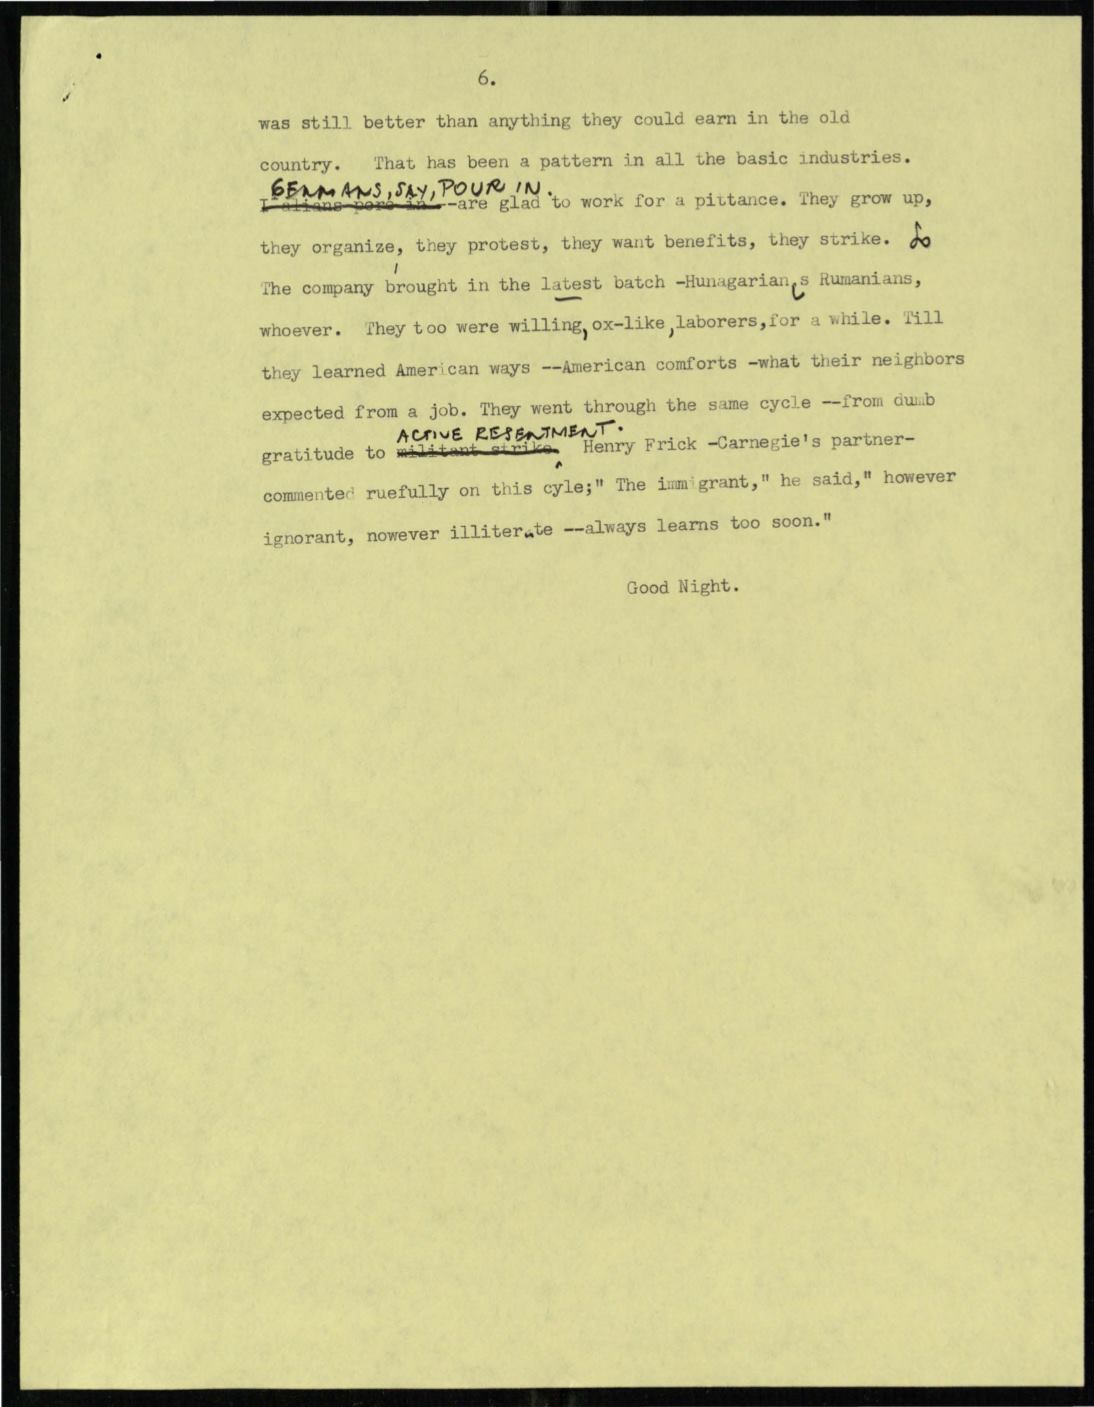 6.
was still better than anything they could earn in the old
country. That has been a pattern in all the basic industries.
GERMANS, SAY, POUR IN.
Italians pore in --are glad to work for a pittance. They grow up,
they organize, they protest, they want benefits, they strike. So
The company brought in the latest batch -Hunagarian,s Rumanians,
whoever. They too were willing, ox-like, laborers, for a while. Till
they learned American ways --American comforts -what their neighbors
expected from a job. They went through the same cycle --from dumb
ACTIVE RESENTMENT.
gratitude to militant strike. Henry Frick -Carnegie's partner-
commented ruefully on this cyle;" The immigrant," he said," however
ignorant, nowever illiterate --always learns too soon."
Good Night.